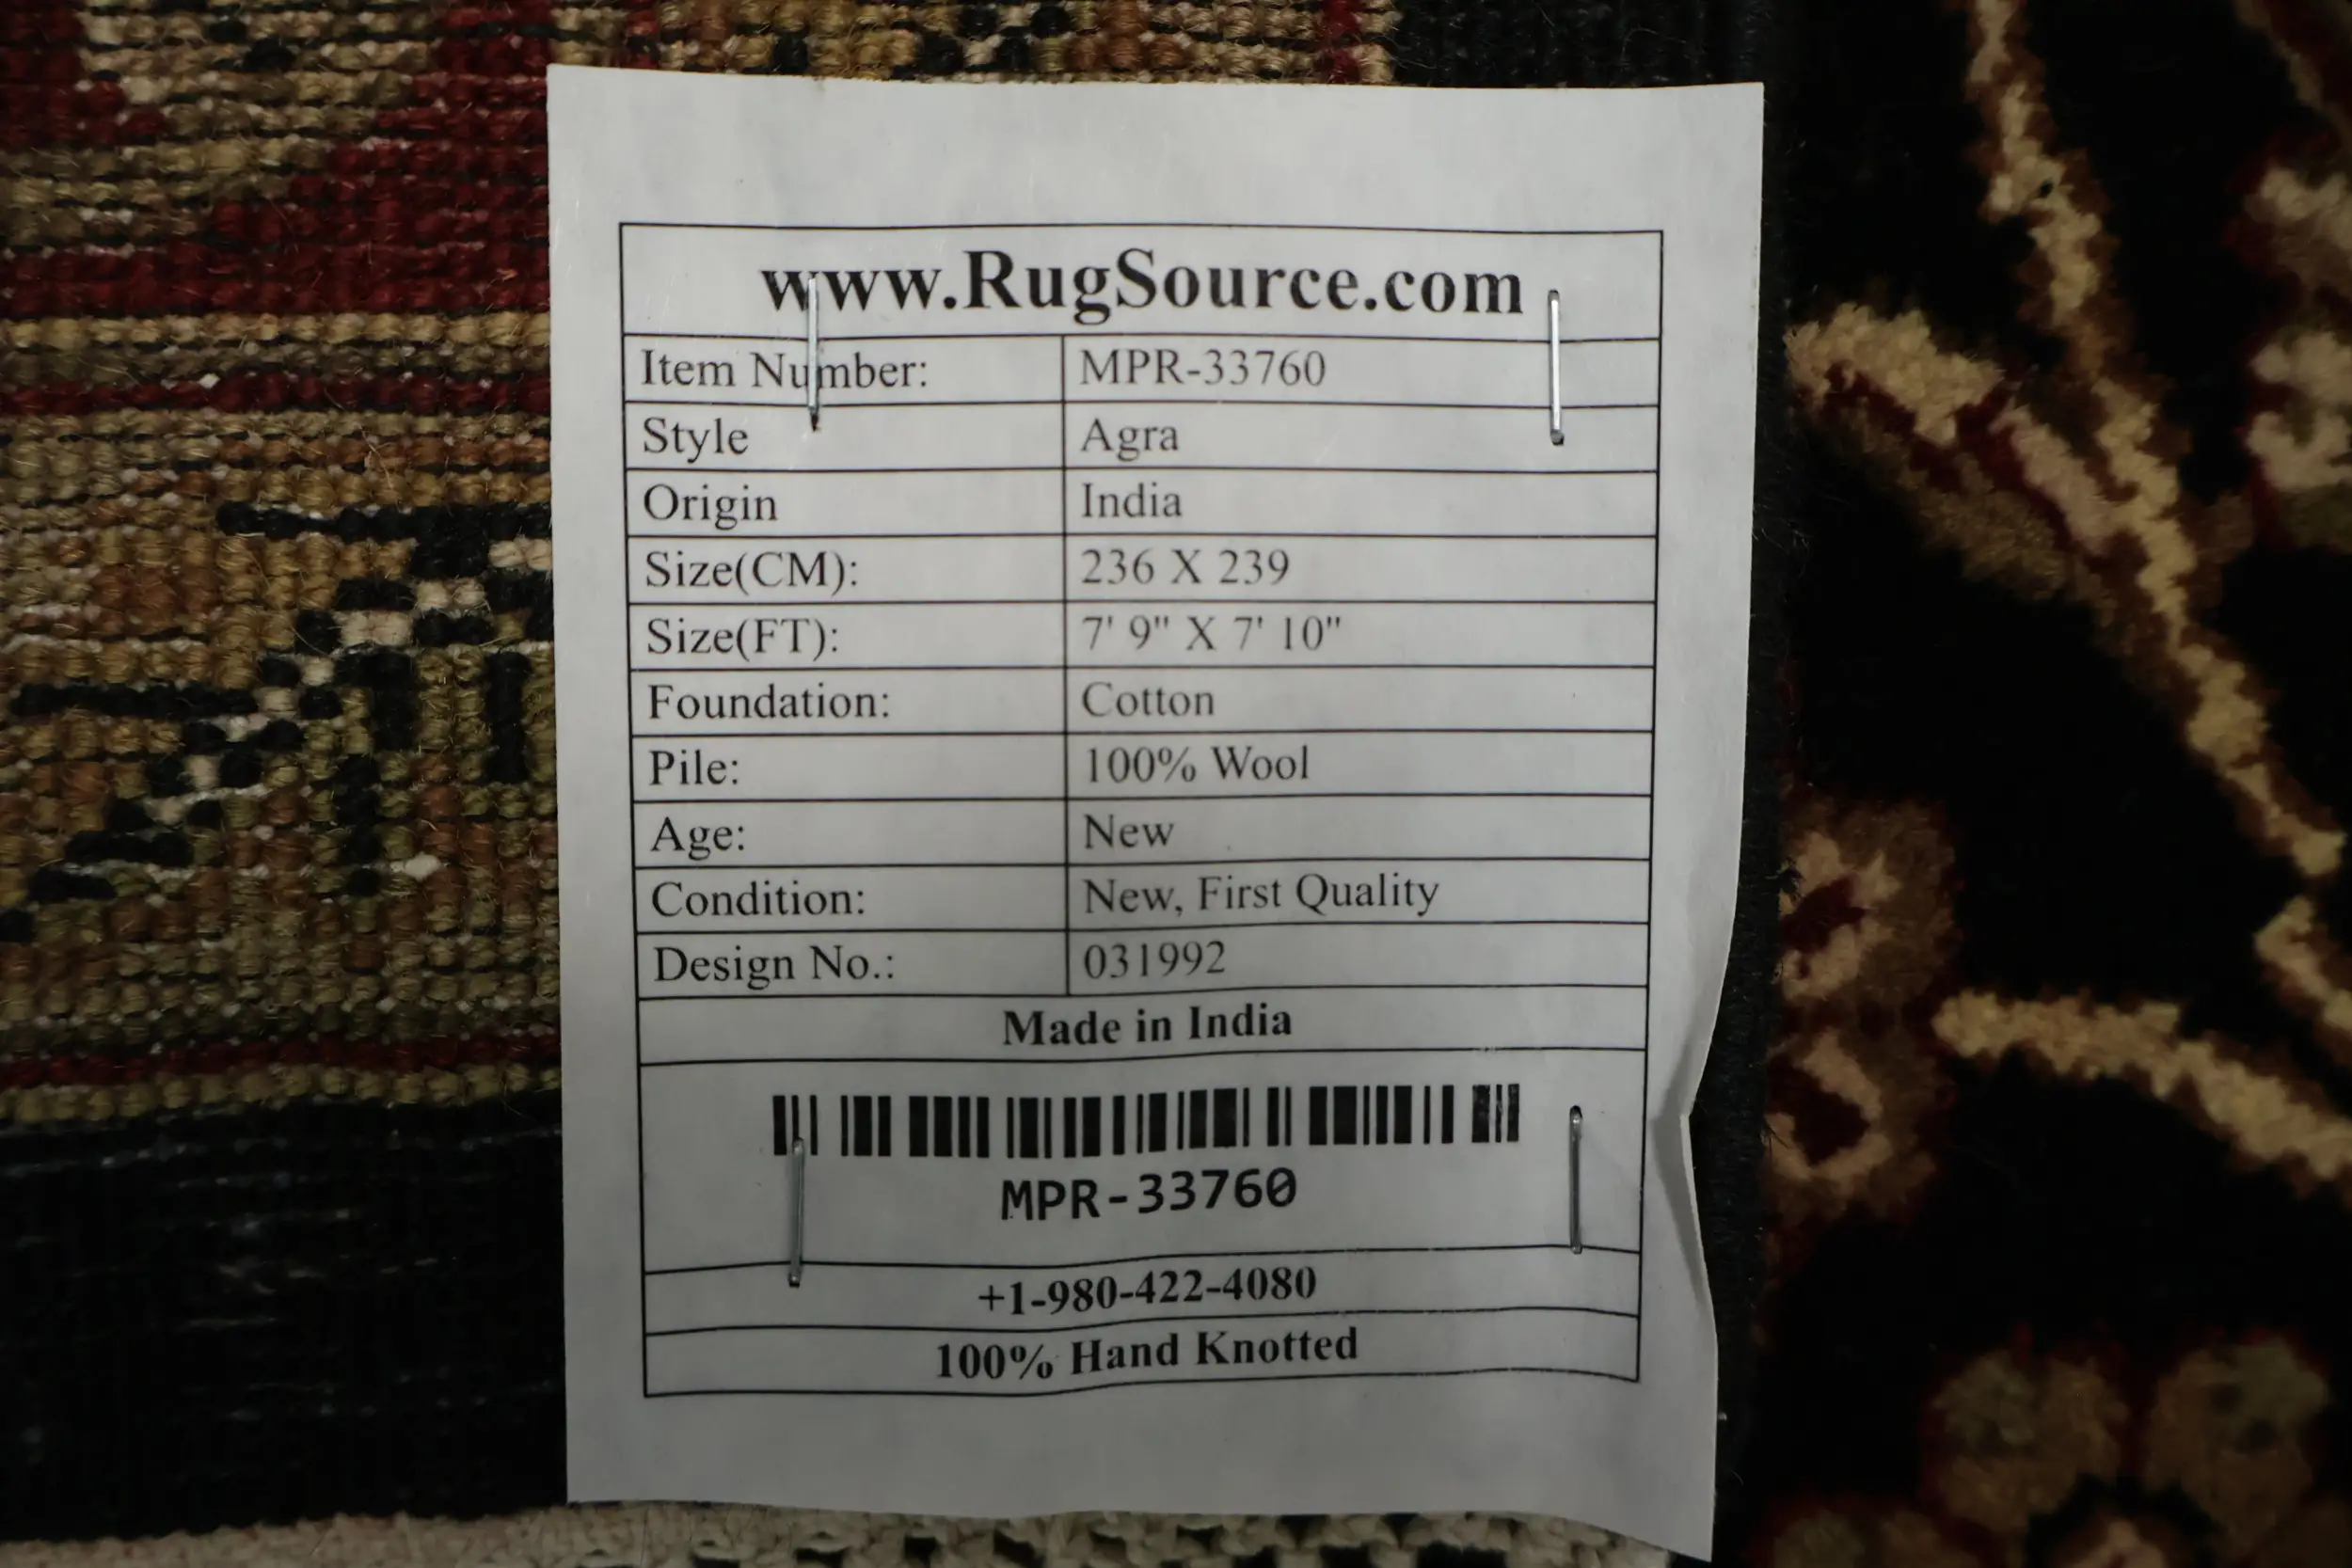 www.RugSource.com
Item Number: MPR-33760
Style Agra
Origin India
Size(CM): 236 X 239
Size(FT): 7' 9" X 7' 10"
Foundation: Cotton
Pile: 100% Wool
Age: New
Condition: New, First Quality
Design No.: 031992
Made in India
MPR-33760
+1-980-422-4080
100% Hand Knotted